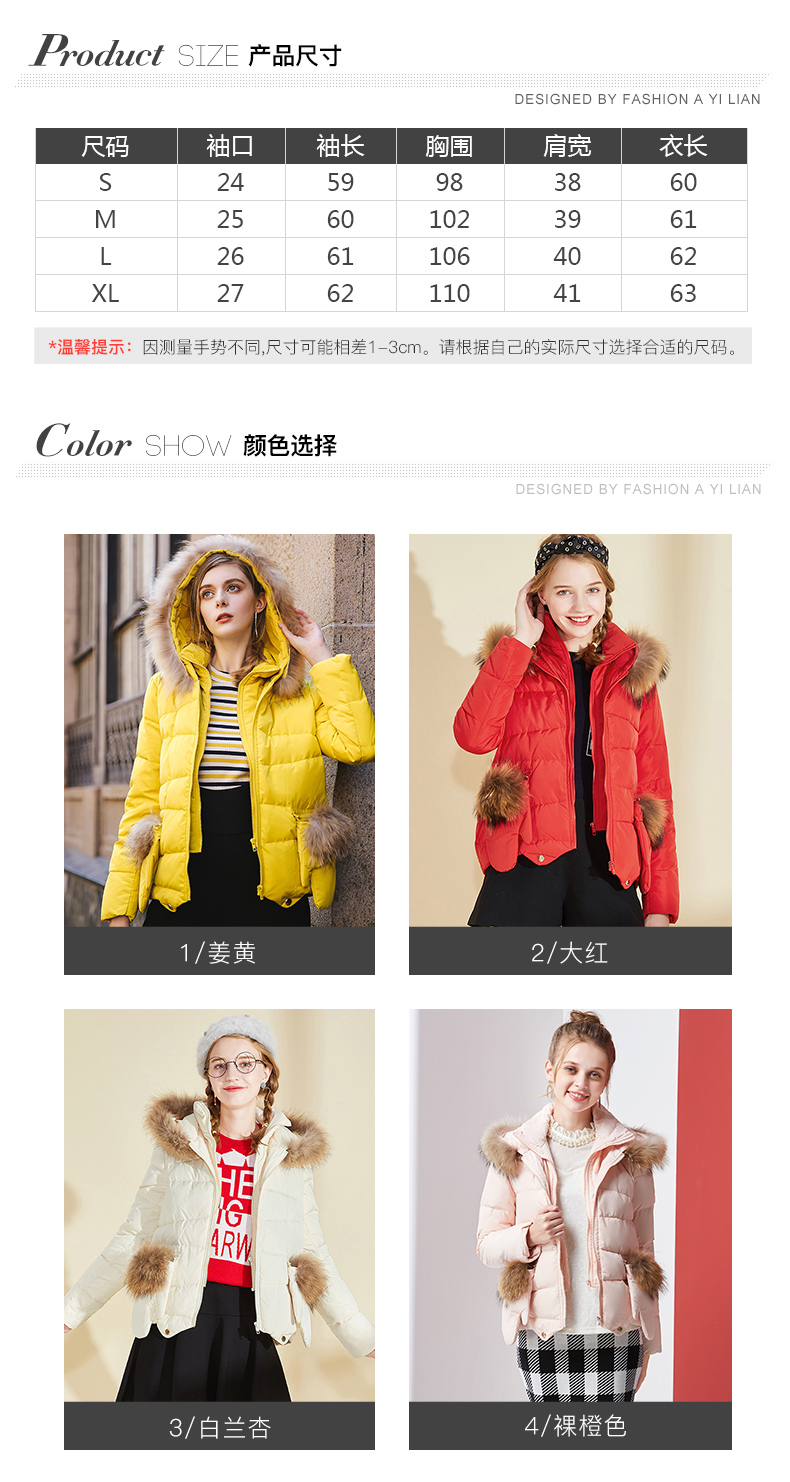 Product SIZE 产品尺寸
DESIGNED BY FASHION A YI LIAN
尺码 袖口 袖长 胸围 肩宽 衣长
S 24 59 98 38 60
M 25 60 102 39 61
L 26 61 106 40 62
XL 27 62 110 41 63
*温馨提示：因测量手势不同,尺寸可能相差1-3cm。请根据自己的实际尺寸选择合适的尺码。
Color SHOW 颜色选择
DESIGNED BY FASHION A YI LIAN
1/姜黄
2/大红
HE
NG
ARW
3/白兰杏
4/裸橙色